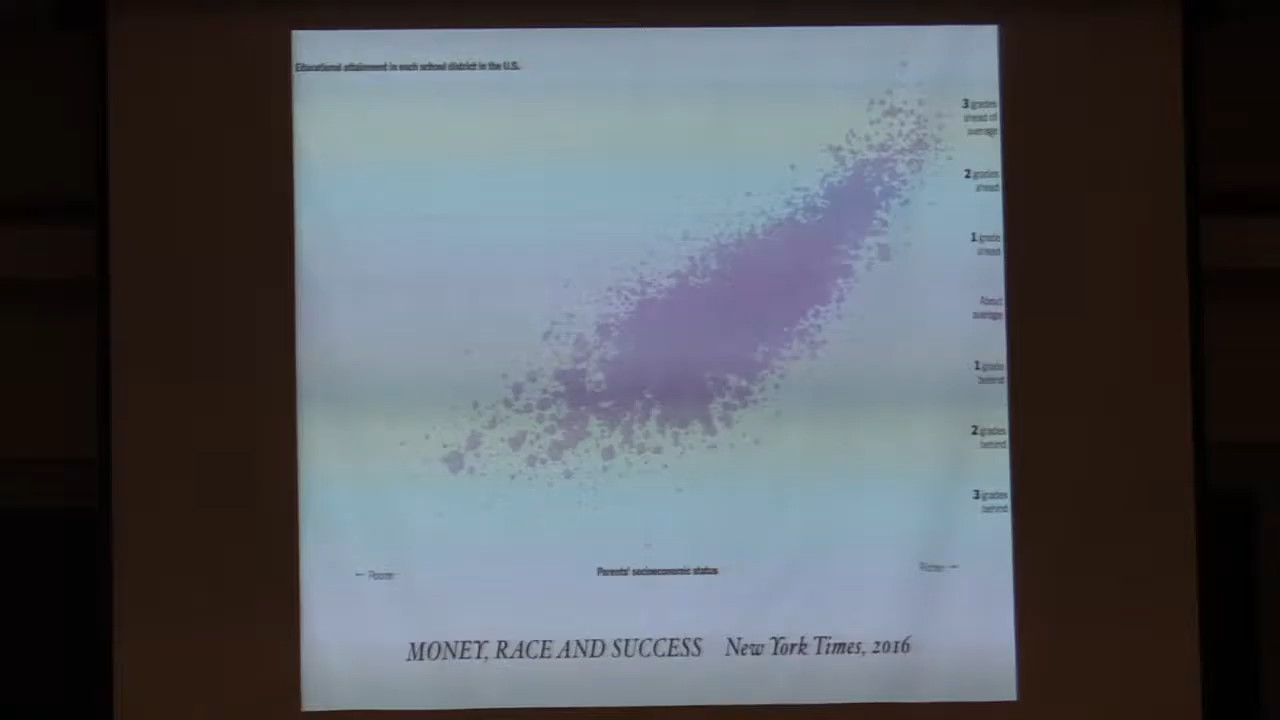 Educational attainment in each school district in the U.S.
3 grades
ahead of
average
2 grades
ahead
1 grade
ahead
About
average
1 grade
behind
2 grades
behind
3 grades
behind
← Poorer
Parents' socioeconomic status
Richer →
MONEY, RACE AND SUCCESS New York Times, 2016